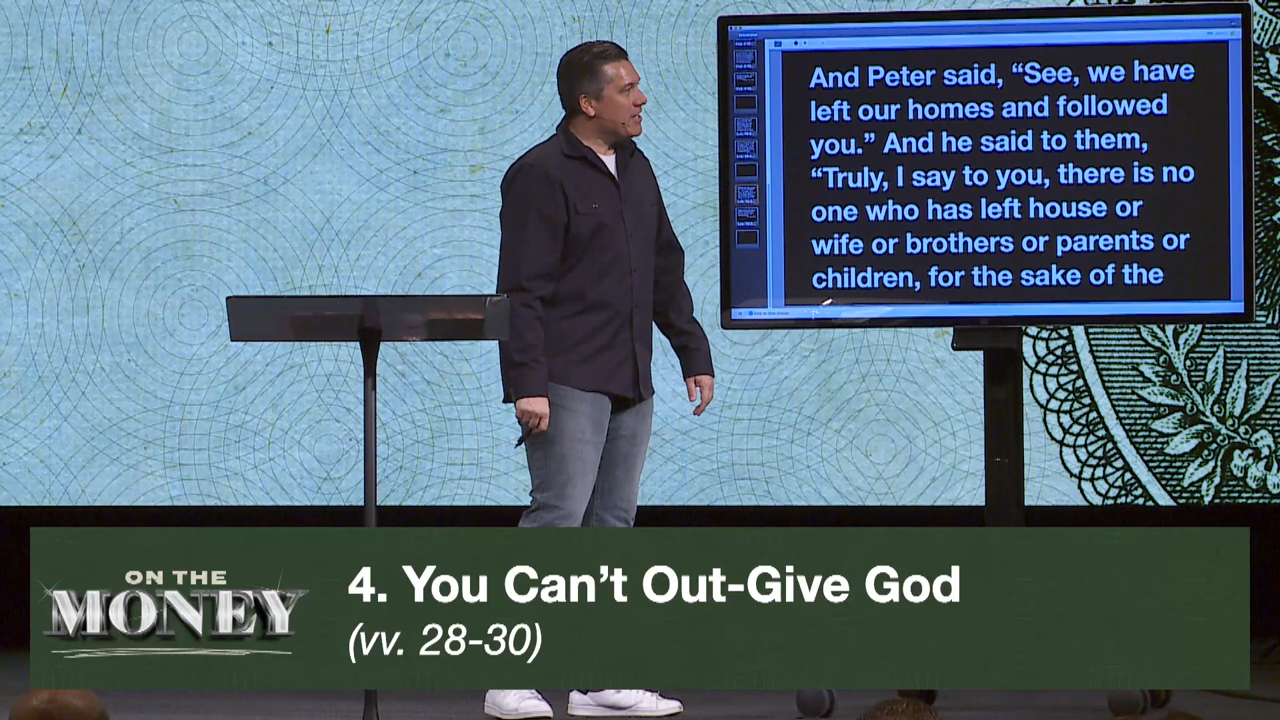 And Peter said, “See, we have
left our homes and followed
you.” And he said to them,
“Truly, I say to you, there is no
one who has left house or
wife or brothers or parents or
children, for the sake of the
ON THE
MONEY
4. You Can’t Out-Give God
(vv. 28-30)